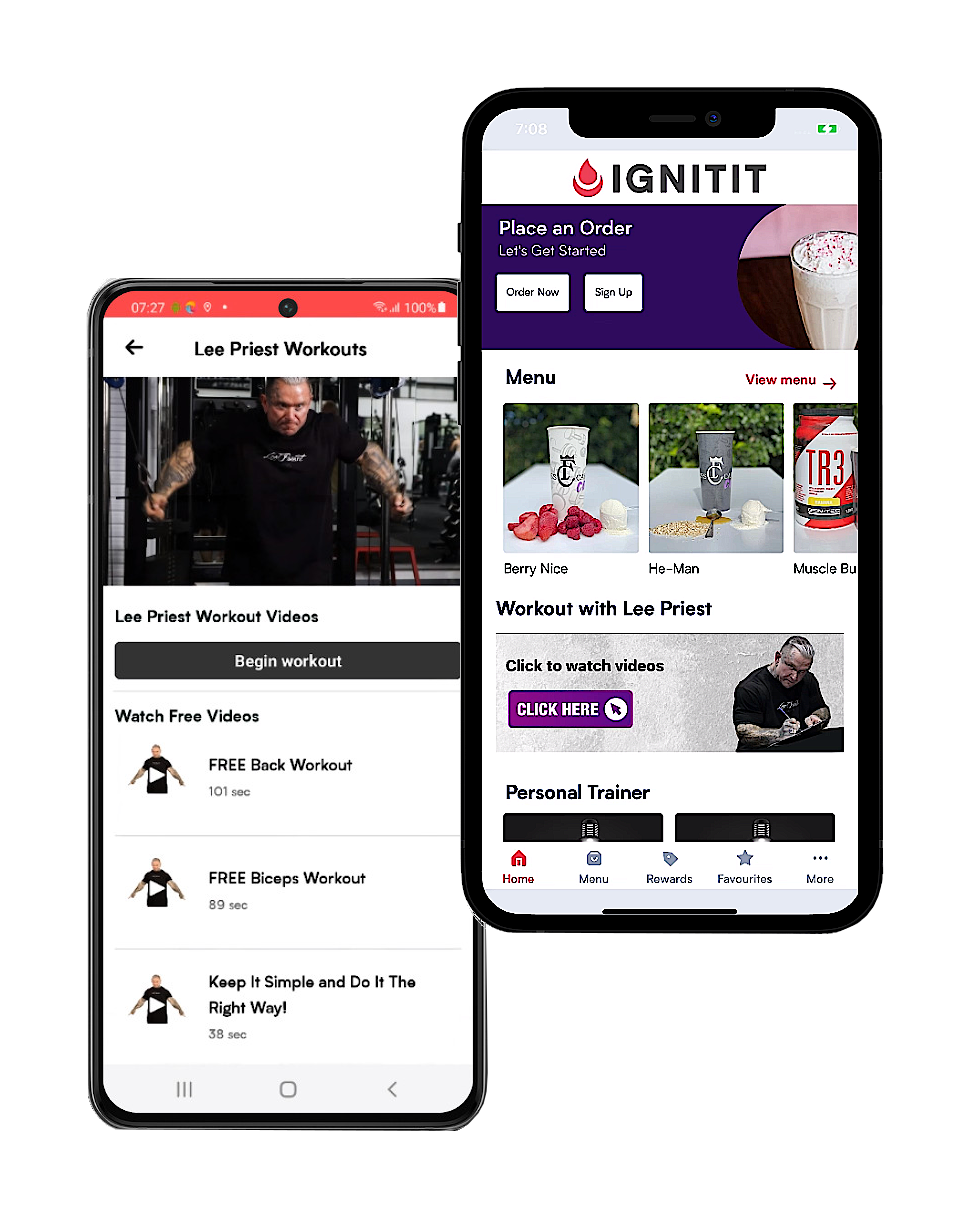 07:27
100%
Lee Priest Workouts
Lee Priest Workout Videos
Begin workout
Watch Free Videos
FREE Back Workout
101 sec
FREE Biceps Workout
89 sec
Keep It Simple and Do It The
Right Way!
38 sec
7:08
IGNITIT
Place an Order
Let's Get Started
Order Now
Sign Up
Menu
View menu →
TR3
Berry Nice
He-Man
Muscle Bu
Workout with Lee Priest
Click to watch videos
CLICK HERE
Personal Trainer
Home
Menu
Rewards
Favourites
More